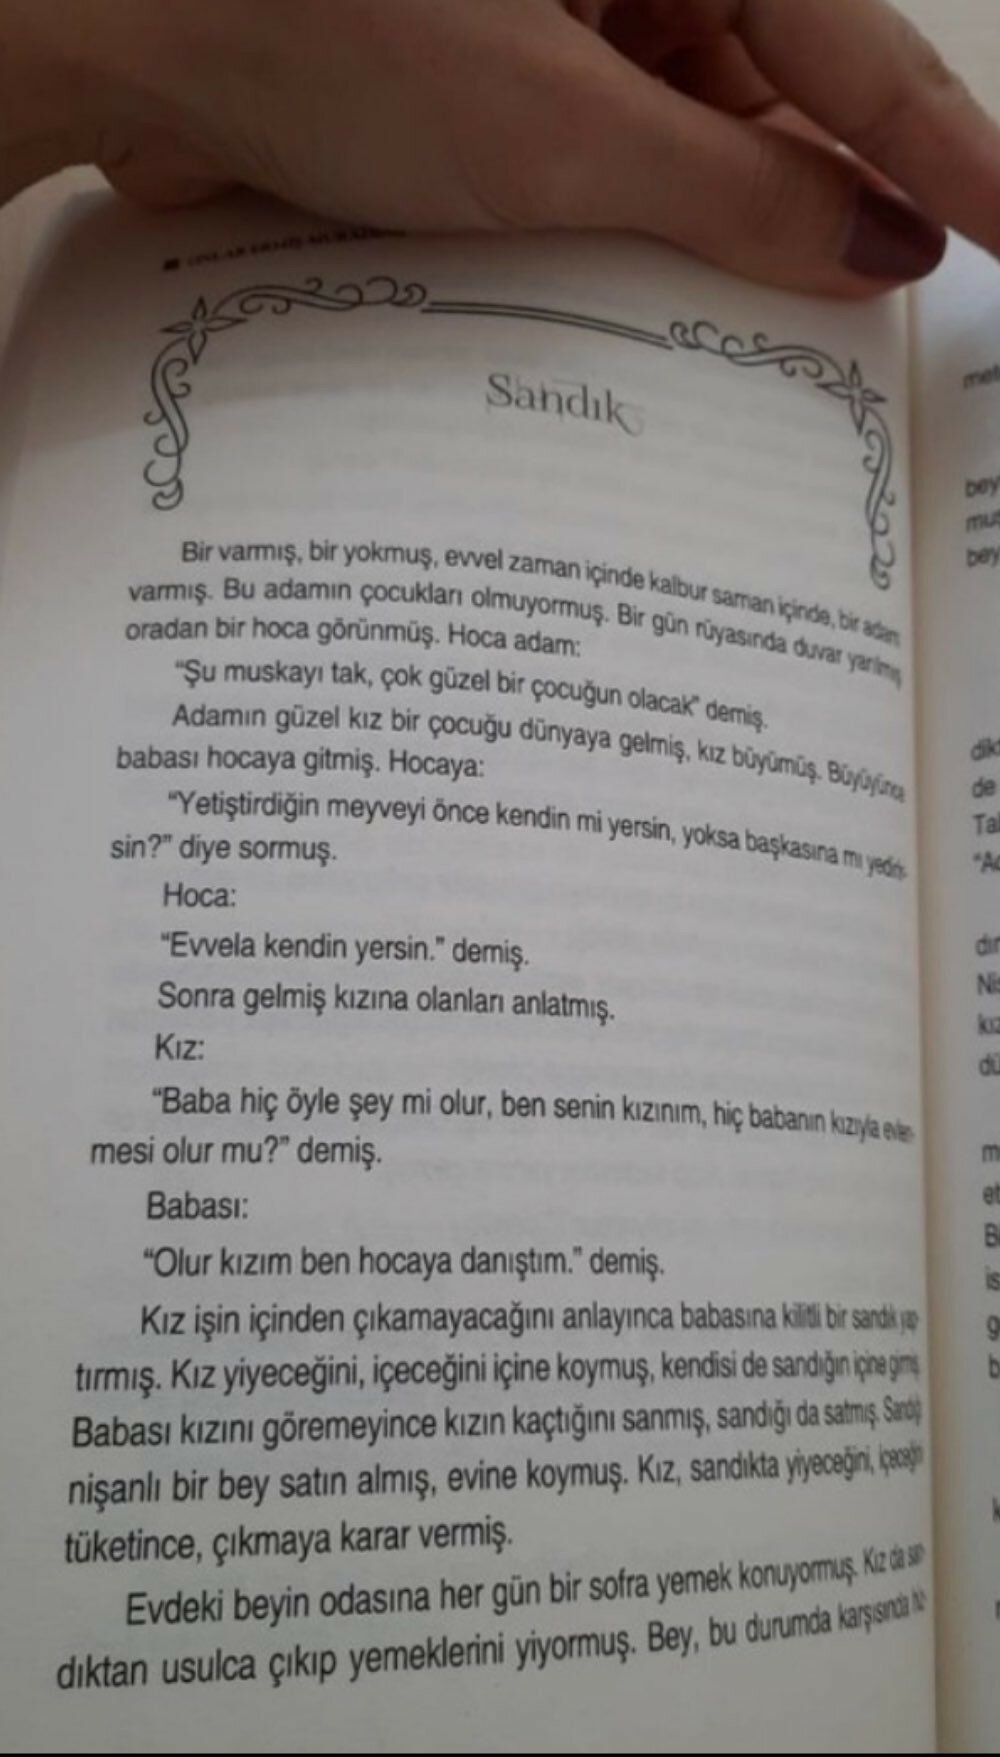 ONLAR ERMİŞ MURADINA
Sandık
Bir varmış, bir yokmuş, evvel zaman içinde kalbur saman içinde, bir adam
varmış. Bu adamın çocukları olmuyormuş. Bir gün rüyasında duvar yarılmış
oradan bir hoca görünmüş. Hoca adam:
“Şu muskayı tak, çok güzel bir çocuğun olacak” demiş.
Adamın güzel kız bir çocuğu dünyaya gelmiş, kız büyümüş. Büyüyünce
babası hocaya gitmiş. Hocaya:
“Yetiştirdiğin meyveyi önce kendin mi yersin, yoksa başkasına mı yedirir-
sin?” diye sormuş.
Hoca:
“Evvela kendin yersin.” demiş.
Sonra gelmiş kızına olanları anlatmış.
Kız:
“Baba hiç öyle şey mi olur, ben senin kızınım, hiç babanın kızıyla evlen-
mesi olur mu?” demiş.
Babası:
“Olur kızım ben hocaya danıştım.” demiş.
Kız işin içinden çıkamayacağını anlayınca babasına kilitli bir sandık yap-
tırmış. Kız yiyeceğini, içeceğini içine koymuş, kendisi de sandığın içine girmiş.
Babası kızını göremeyince kızın kaçtığını sanmış, sandığı da satmış. Sandığı
nişanlı bir bey satın almış, evine koymuş. Kız, sandıkta yiyeceğini, içeceğini
tüketince, çıkmaya karar vermiş.
Evdeki beyin odasına her gün bir sofra yemek konuyormuş. Kız da san-
dıktan usulca çıkıp yemeklerini yiyormuş. Bey, bu durumda karşısında
bey
bey
de